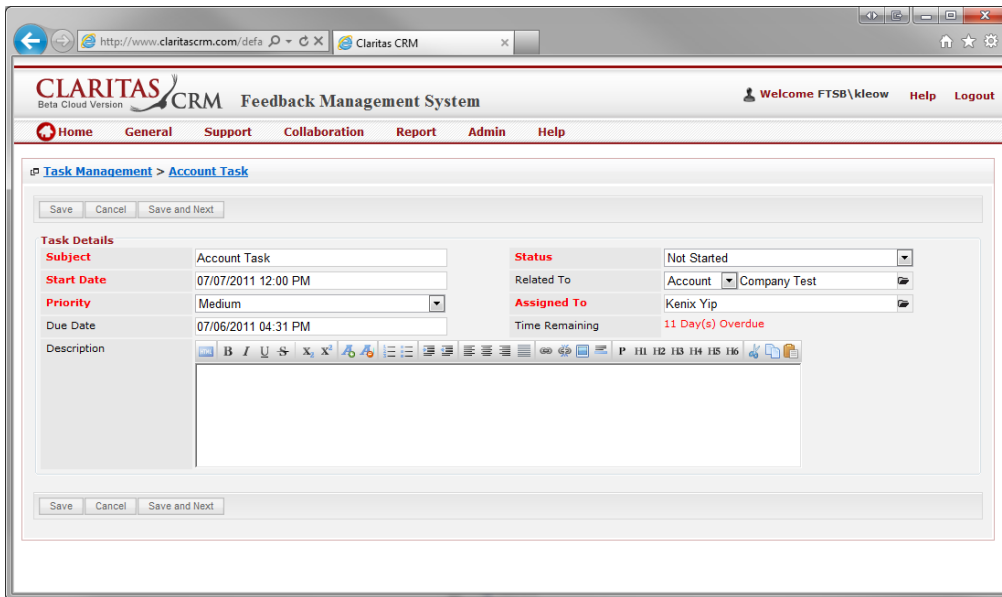 http://www.claritascrm.com/defa
Claritas CRM
CLARITAS CRM
Beta Cloud Version
Feedback Management System
Welcome FTSB\kleow Help Logout
Home General Support Collaboration Report Admin Help
Task Management > Account Task
Save Cancel Save and Next
Task Details
Subject Account Task Status Not Started
Start Date 07/07/2011 12:00 PM Related To Account Company Test
Priority Medium Assigned To Kenix Yip
Due Date 07/06/2011 04:31 PM Time Remaining 11 Day(s) Overdue
Description B I U S X₂ X² P H1 H2 H3 H4 H5 H6
Save Cancel Save and Next